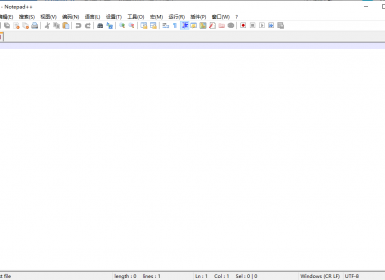 - Notepad++
编辑(E) 搜索(S) 视图(V) 编码(N) 语言(L) 设置(T) 工具(O) 宏(M) 运行(R) 插件(P) 窗口(W) ?
length : 0 lines : 1 Ln : 1 Col : 1 Sel : 0 | 0 Windows (CR LF) UTF-8